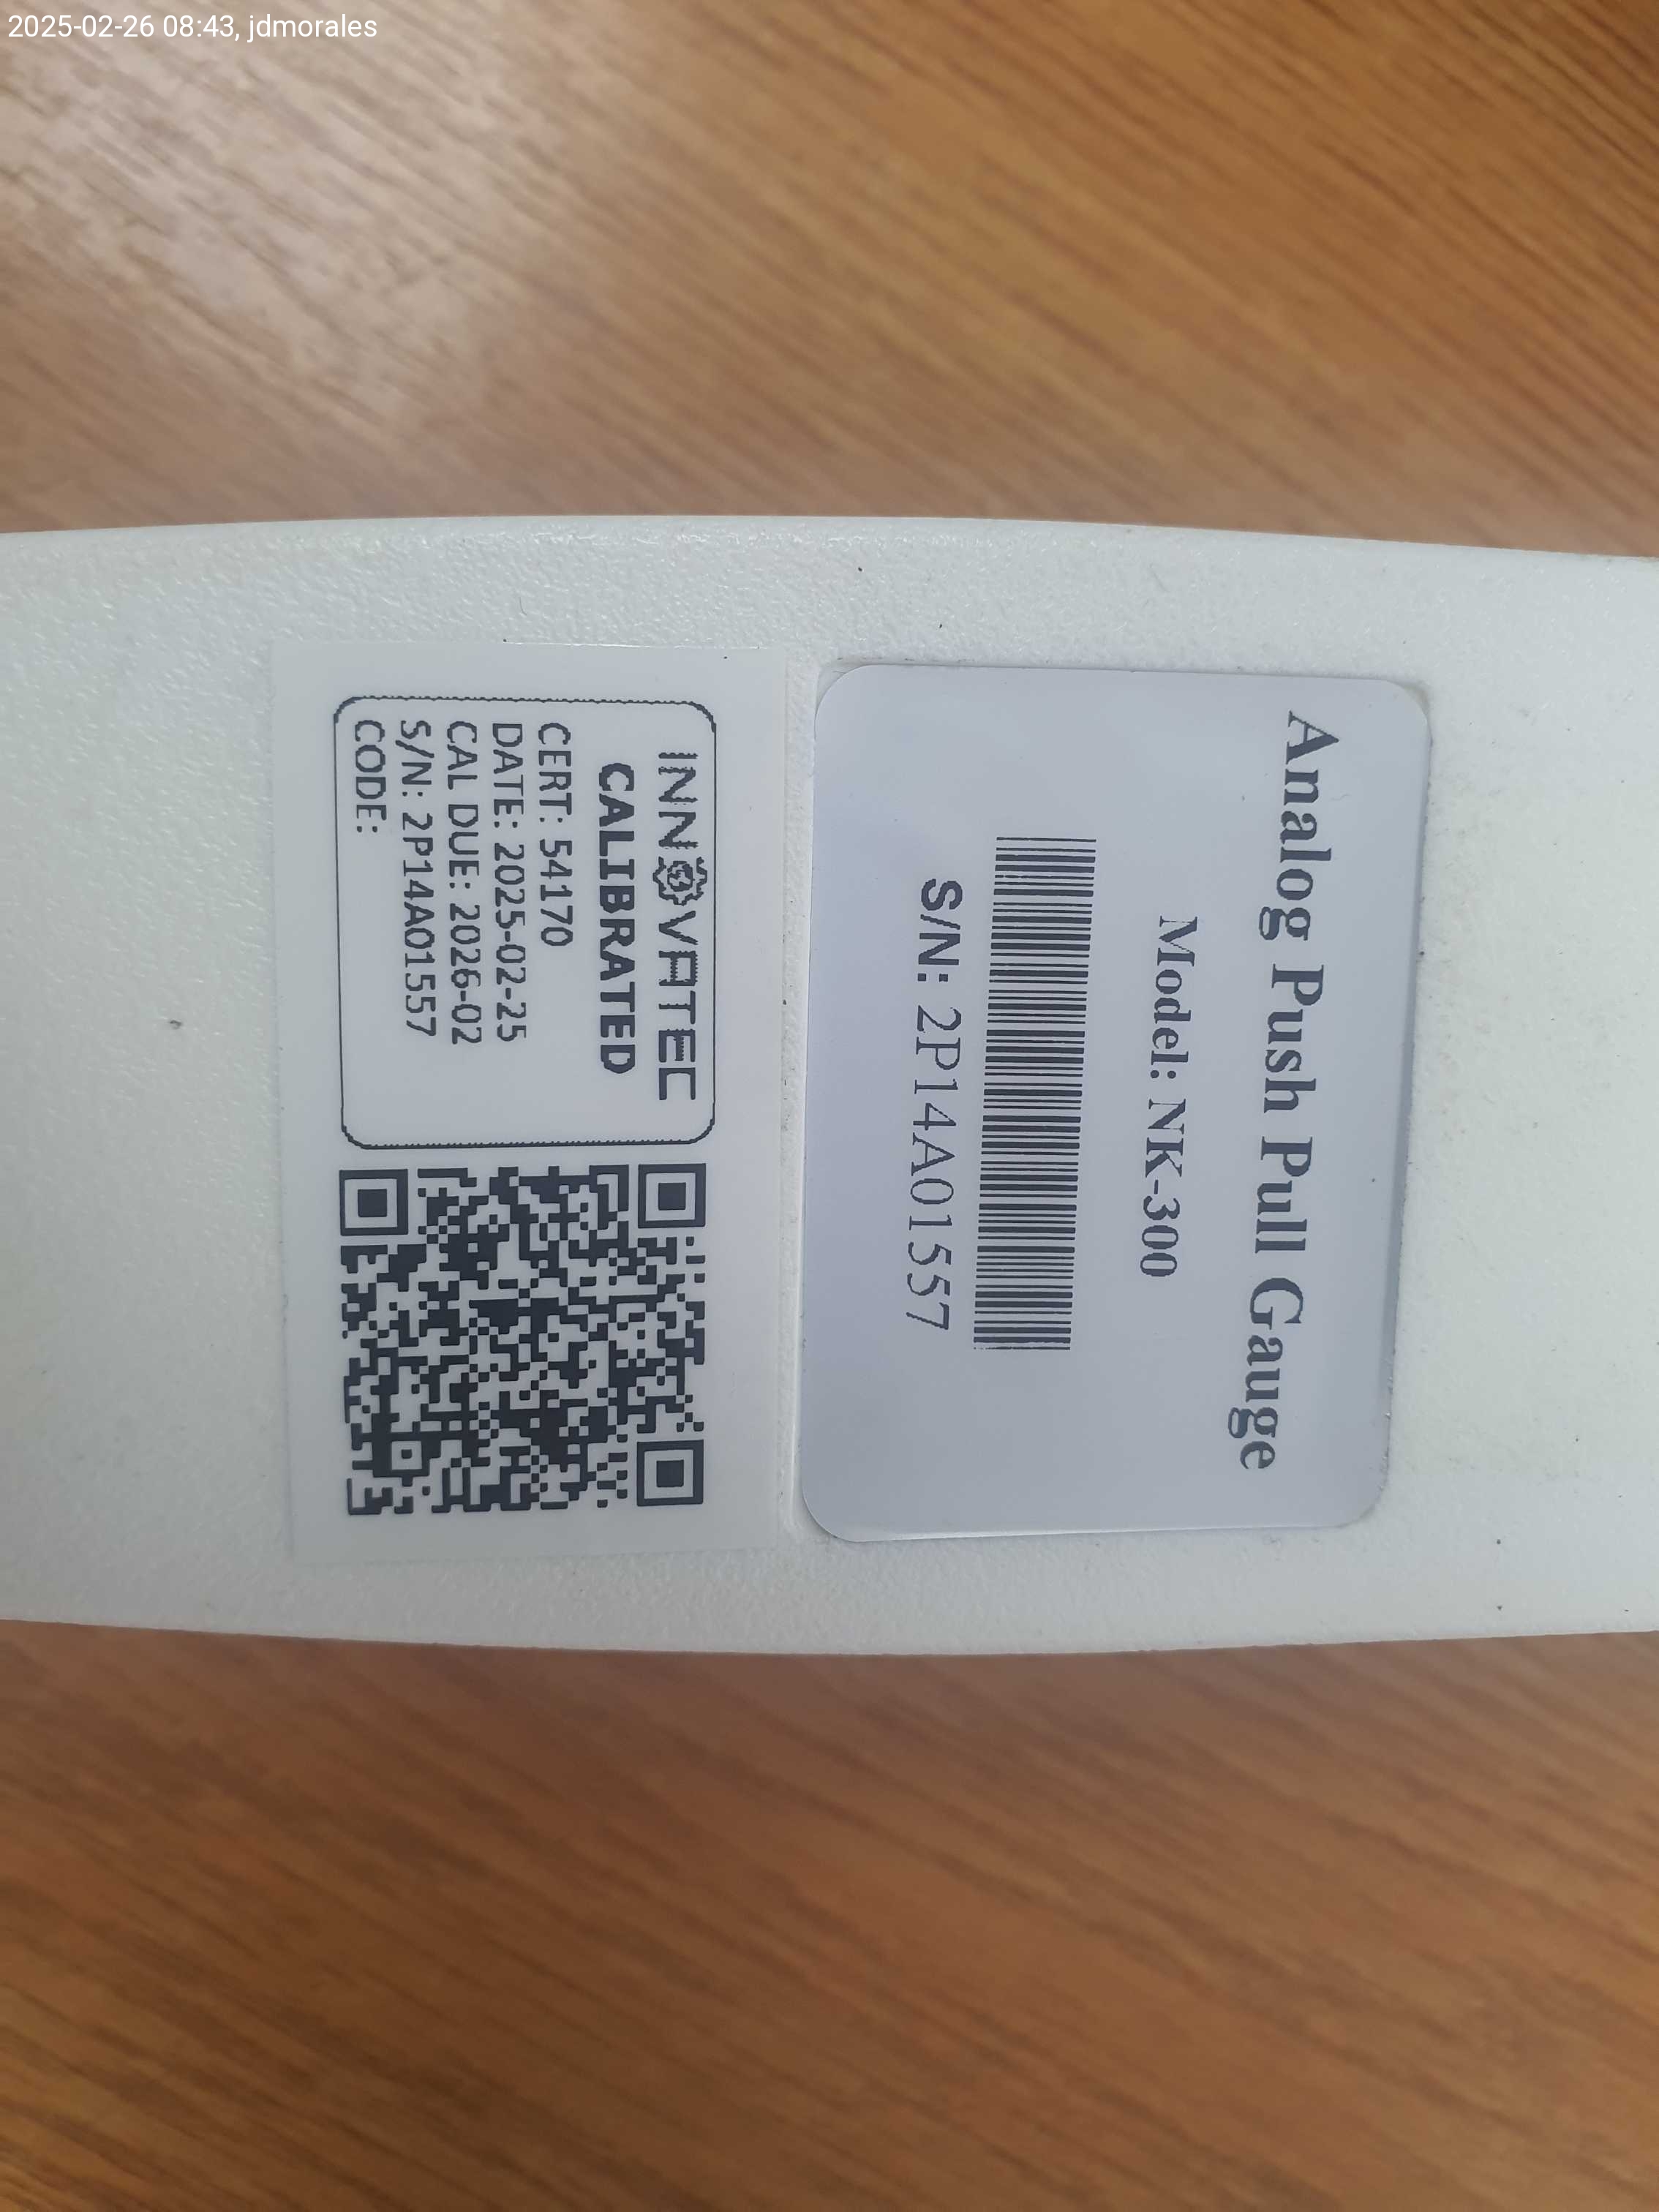 2025-02-26 08:43, jdmorales
Analog Push Pull Gauge
Model: NK-300
S/N: 2P14A01557
INNOVATEC
CALIBRATED
CERT: 54170
DATE: 2025-02-25
CAL DUE: 2026-02
S/N: 2P14A01557
CODE: